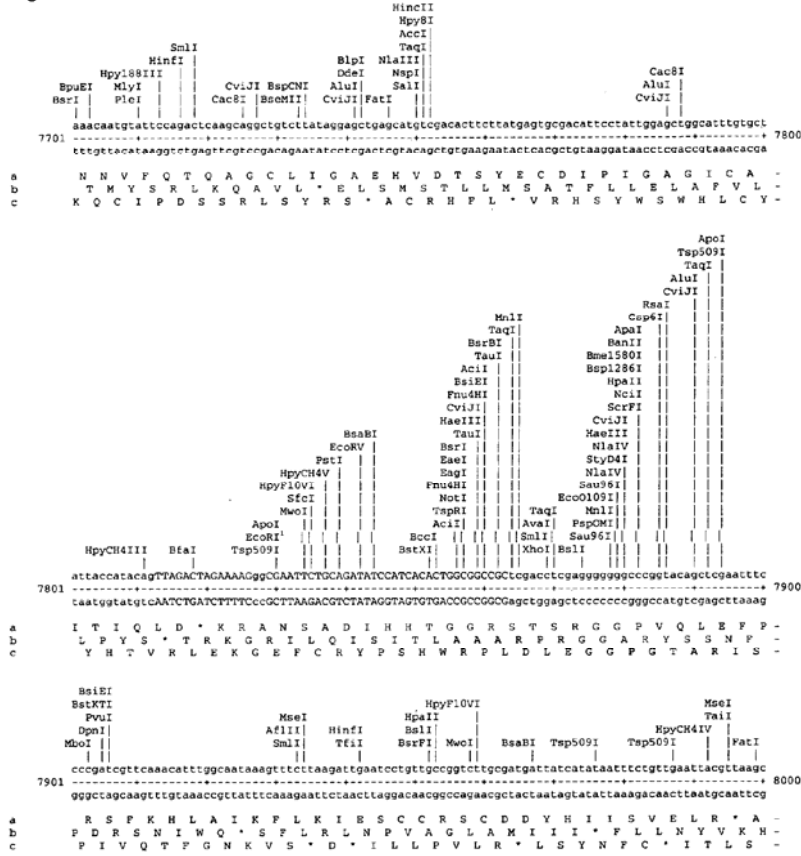 HincII
Hpy8I
AccI
SmlI TaqI
HinfI BlpI NlaIII
Hpy188III DdeI NspI Cac8I
BpuEI MlyI CviJI BspCNI AluI SalI AluI
BsrI PleI Cac8I BseMII CviJI FatI CviJI
aaacaatgtattccagactcaagcaggctgtcttataggagctgagcatgtcgacacttcttatgagtgcgacattcctattggagctggcatttgtgct
7701 ---------+---------+---------+---------+---------+---------+---------+---------+---------+---------+ 7800
tttgttacataaggtctgagttcgtccgacagaatatcctcgactcgtacagctgtgaagaatactcacgctgtaaggataacctcgaccgtaaacacga
a N N V F Q T Q A G C L I G A E H V D T S Y E C D I P I G A G I C A -
b T M Y S R L K Q A V L * E L S M S T L L M S A T F L L E L A F V L -
c K Q C I P D S S R L S Y R S * A C R H F L * V R H S Y W S W H L C Y -
ApoI
Tsp509I
TaqI
AluI
CviJI
RsaI
MnlI Csp6I
TaqI ApaI
BsrBI BanII
TauI Bme1580I
AciI Bsp1286I
BsiEI HpaII
Fnu4HI NciI
CviJI ScrFI
HaeIII CviJI
BsaBI TauI HaeIII
EcoRV BsrI NlaIV
PstI EaeI StyD4I
HpyCH4V EagI NlaIV
HpyF10VI Fnu4HI Sau96I
SfcI NotI EcoO109I
MwoI TspRI TaqI MnlI
ApoI AciI AvaI PspOMI
EcoRI¹ BccI SmlI Sau96I
HpyCH4III BfaI Tsp509I BstXI XhoI BslI
attaccatacagTTAGACTAGAAAAGggcGAATTCTGCAGATATCCATCACACTGGCGGCCGCTcgacctcgaggggggggcccggtacagctcgaatttc
7801 ---------+---------+---------+---------+---------+---------+---------+---------+---------+---------+ 7900
taatggtatgtcAATCTGATCTTTTCccgCTTAAGACGTCTATAGGTAGTGTGACCGCCGGCGAgctggagctccccccccgggccatgtcgagcttaaag
a I T I Q L D * K R A N S A D I H H T G G R S T S R G G P V Q L E F P -
b L P Y S * T R K G R I L Q I S I T L A A A R P R G G A R Y S S N F -
c Y H T V R L E K G E F C R Y P S H W R P L D L E G G P G T A R I S -
BsiEI
BstKTI HpyF10VI MseI
PvuI MseI HpaII TaiI
DpnI AflII HinfI BslI HpyCH4IV
MboI SmlI TfiI BsrFI MwoI BsaBI Tsp509I Tsp509I FatI
cccgatcgttcaaacatttggcaataaagtttcttaagattgaatcctgttgccggtcttgcgatgattatcatataatttctgttgaattacgttaagc
7901 ---------+---------+---------+---------+---------+---------+---------+---------+---------+---------+ 8000
gggctagcaagtttgtaaaccgttatttcaaagaattctaacttaggacaacggccagaacgctactaatagtatattaaagacaacttaatgcaattcg
a R S F K H L A I K F L K I E S C C R S C D D Y H I I S V E L R * A -
b P D R S N I W Q * S F L R L N P V A G L A M I I I * F L L N Y V K H -
c P I V Q T F G N K V S * D * I L L P V L R * L S Y N F C * I T L S -